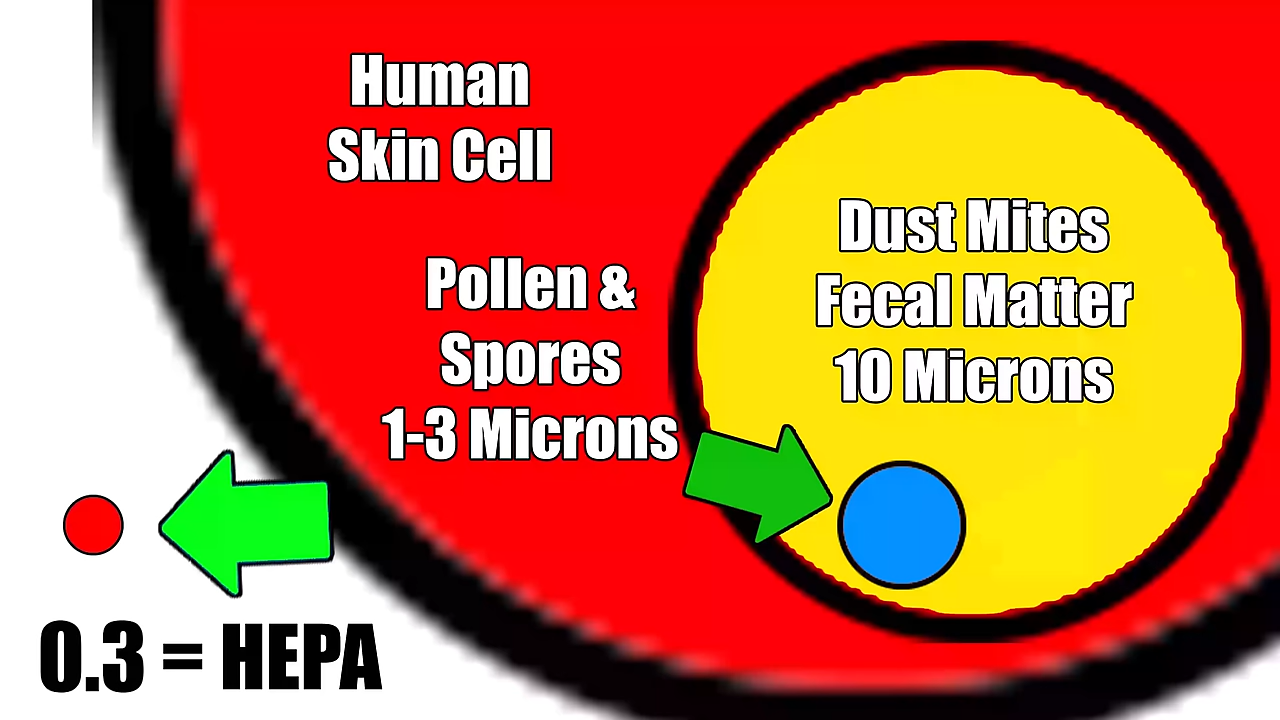 Human
Skin Cell
Pollen &
Spores
1-3 Microns
Dust Mites
Fecal Matter
10 Microns
0.3 = HEPA